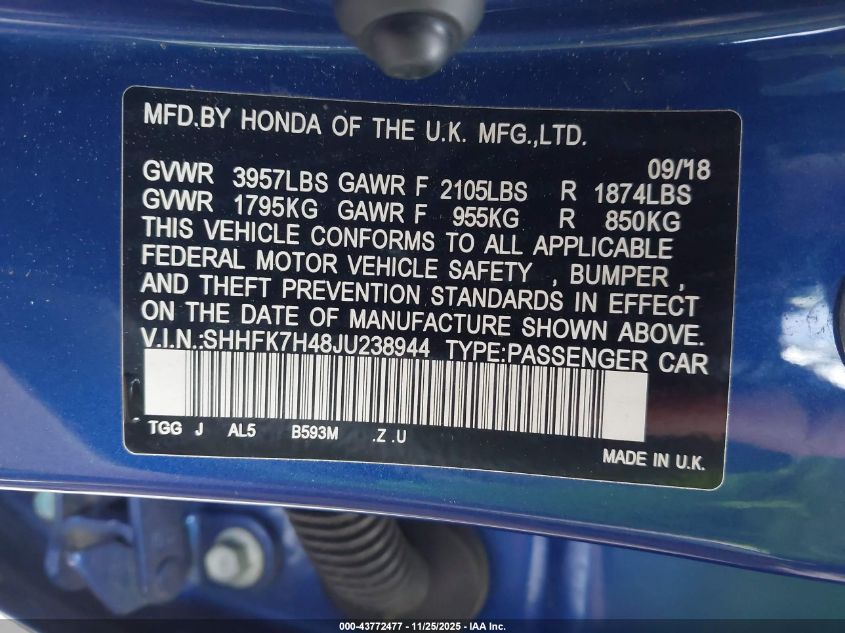 MFD.BY HONDA OF THE U.K. MFG.,LTD.
09/18
GVWR 3957LBS GAWR F 2105LBS R 1874LBS
GVWR 1795KG GAWR F 955KG R 850KG
THIS VEHICLE CONFORMS TO ALL APPLICABLE
FEDERAL MOTOR VEHICLE SAFETY , BUMPER ,
AND THEFT PREVENTION STANDARDS IN EFFECT
ON THE DATE OF MANUFACTURE SHOWN ABOVE.
V.I.N.:SHHFK7H48JU238944 TYPE:PASSENGER CAR
TGG J AL5 B593M .Z .U
MADE IN U.K.
000-43772477 - 11/25/2025 - IAA Inc.